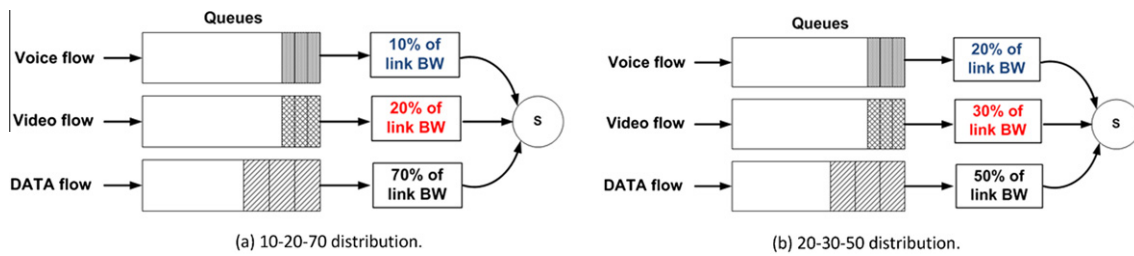 Queues
Voice flow
10% of
link BW
Video flow
20% of
link BW
S
DATA flow
70% of
link BW
(a) 10-20-70 distribution.
Queues
Voice flow
20% of
link BW
Video flow
30% of
link BW
S
DATA flow
50% of
link BW
(b) 20-30-50 distribution.